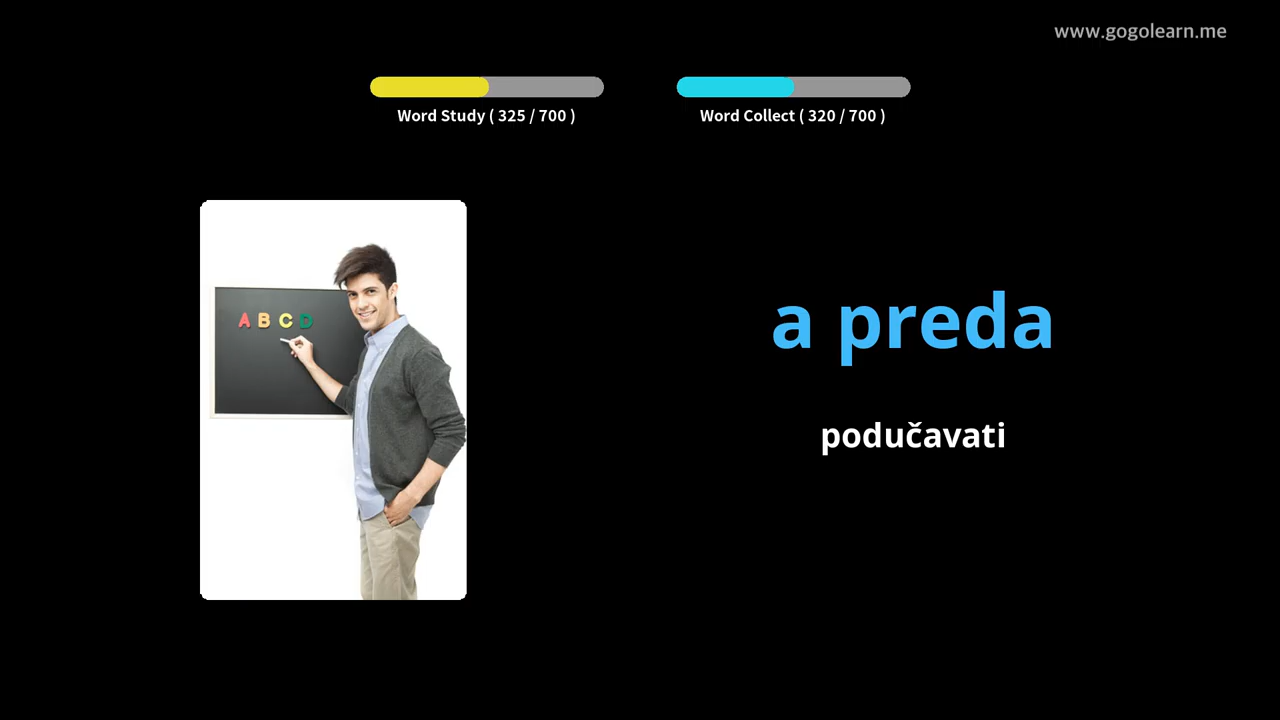 www.gogolearn.me
Word Study ( 325 / 700 )
Word Collect ( 320 / 700 )
A B C D
a preda
podučavati